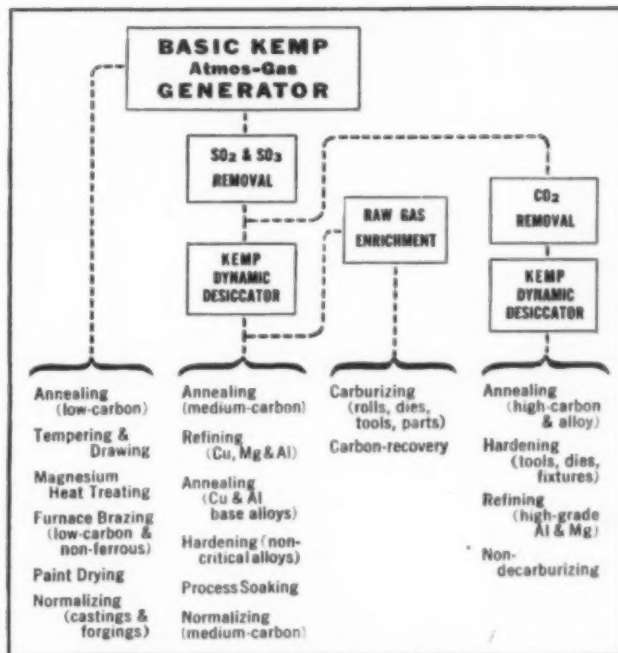 BASIC KEMP
Atmos-Gas
GENERATOR
SO₂ & SO₃
REMOVAL
KEMP
DYNAMIC
DESICCATOR
RAW GAS
ENRICHMENT
CO₂
REMOVAL
KEMP
DYNAMIC
DESICCATOR
Annealing
(low-carbon)
Tempering &
Drawing
Magnesium
Heat Treating
Furnace Brazing
(low-carbon &
non-ferrous)
Paint Drying
Normalizing
(castings &
forgings)
Annealing
(medium-carbon)
Refining
(Cu, Mg & Al)
Annealing
(Cu & Al
base alloys)
Hardening (non-
critical alloys)
Process Soaking
Normalizing
(medium-carbon)
Carburizing
(rolls, dies,
tools, parts)
Carbon-recovery
Annealing
(high-carbon
& alloy)
Hardening
(tools, dies,
fixtures)
Refining
(high-grade
Al & Mg)
Non-
decarburizing